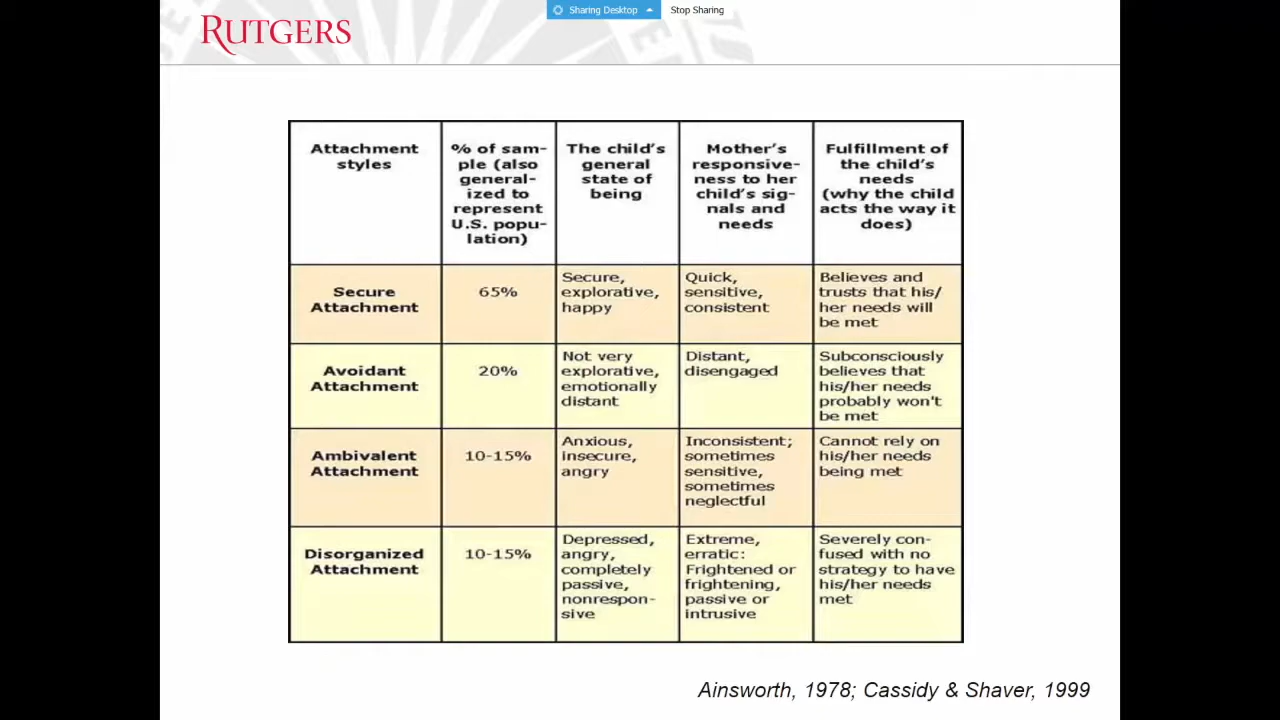 Sharing Desktop
Stop Sharing
RUTGERS
Attachment
styles
% of sam-
ple (also
general-
ized to
represent
U.S. popu-
lation)
The child's
general
state of
being
Mother's
responsive-
ness to her
child's sig-
nals and
needs
Fulfillment of
the child's
needs
(why the child
acts the way it
does)
Secure
Attachment
65%
Secure,
explorative,
happy
Quick,
sensitive,
consistent
Believes and
trusts that his/
her needs will
be met
Avoidant
Attachment
20%
Not very
explorative,
emotionally
distant
Distant,
disengaged
Subconsciously
believes that
his/her needs
probably won't
be met
Ambivalent
Attachment
10-15%
Anxious,
insecure,
angry
Inconsistent;
sometimes
sensitive,
sometimes
neglectful
Cannot rely on
his/her needs
being met
Disorganized
Attachment
10-15%
Depressed,
angry,
completely
passive,
nonrespon-
sive
Extreme,
erratic:
Frightened or
frightening,
passive or
intrusive
Severely con-
fused with no
strategy to have
his/her needs
met
Ainsworth, 1978; Cassidy & Shaver, 1999